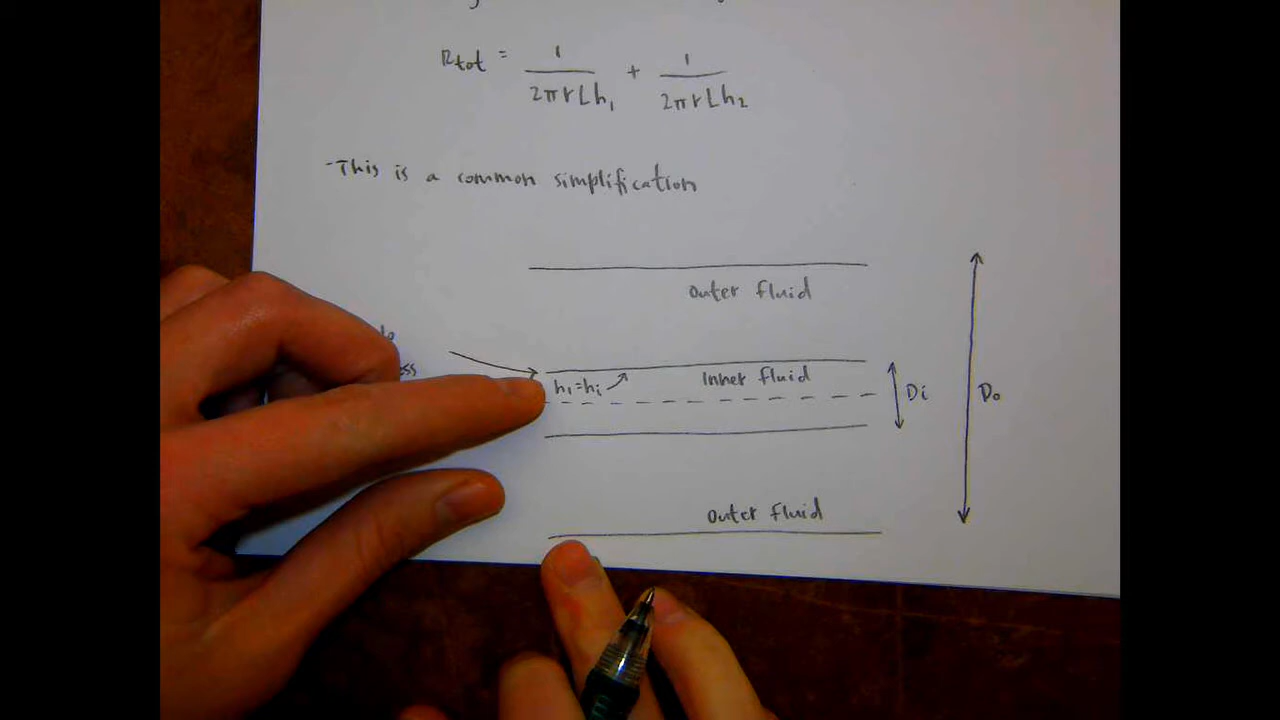 Rtot = 1/2πrLh₁ + 1/2πrLh₂
-This is a common simplification
Outer fluid
h₁=hi Inner fluid
Di Do
Outer fluid